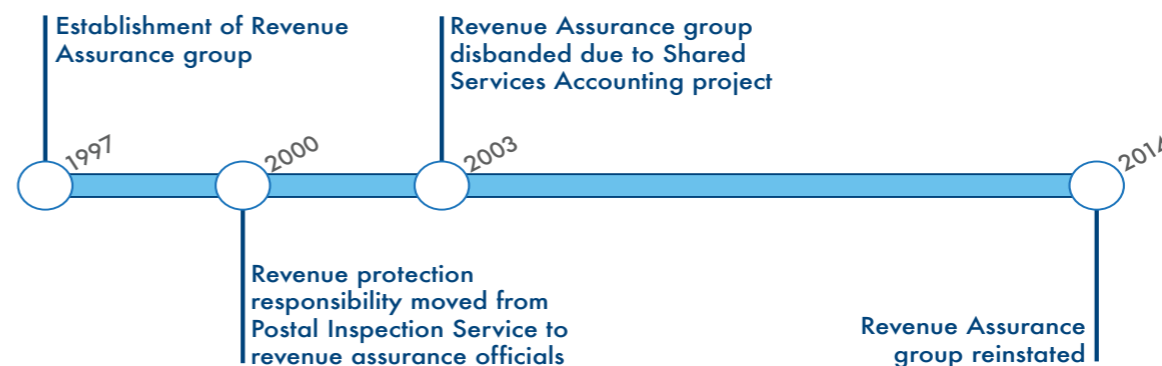 Establishment of Revenue
Assurance group
Revenue Assurance group
disbanded due to Shared
Services Accounting project
1997
2000
2003
2014
Revenue protection
responsibility moved from
Postal Inspection Service to
revenue assurance officials
Revenue Assurance
group reinstated